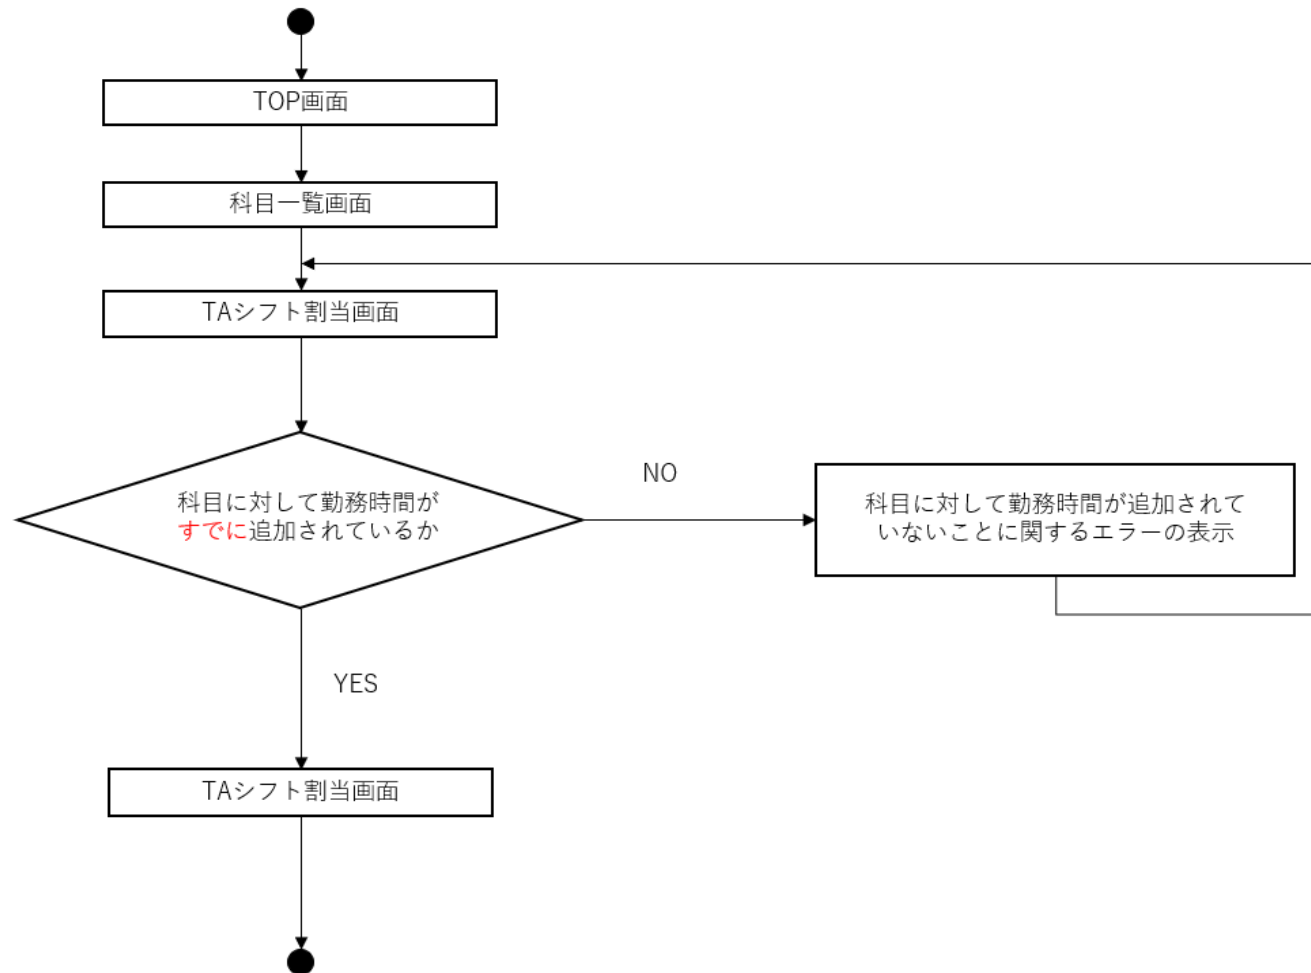 TOP画面
科目一覧画面
TAシフト割当画面
科目に対して勤務時間が
すでに追加されているか
NO
科目に対して勤務時間が追加されて
いないことに関するエラーの表示
YES
TAシフト割当画面